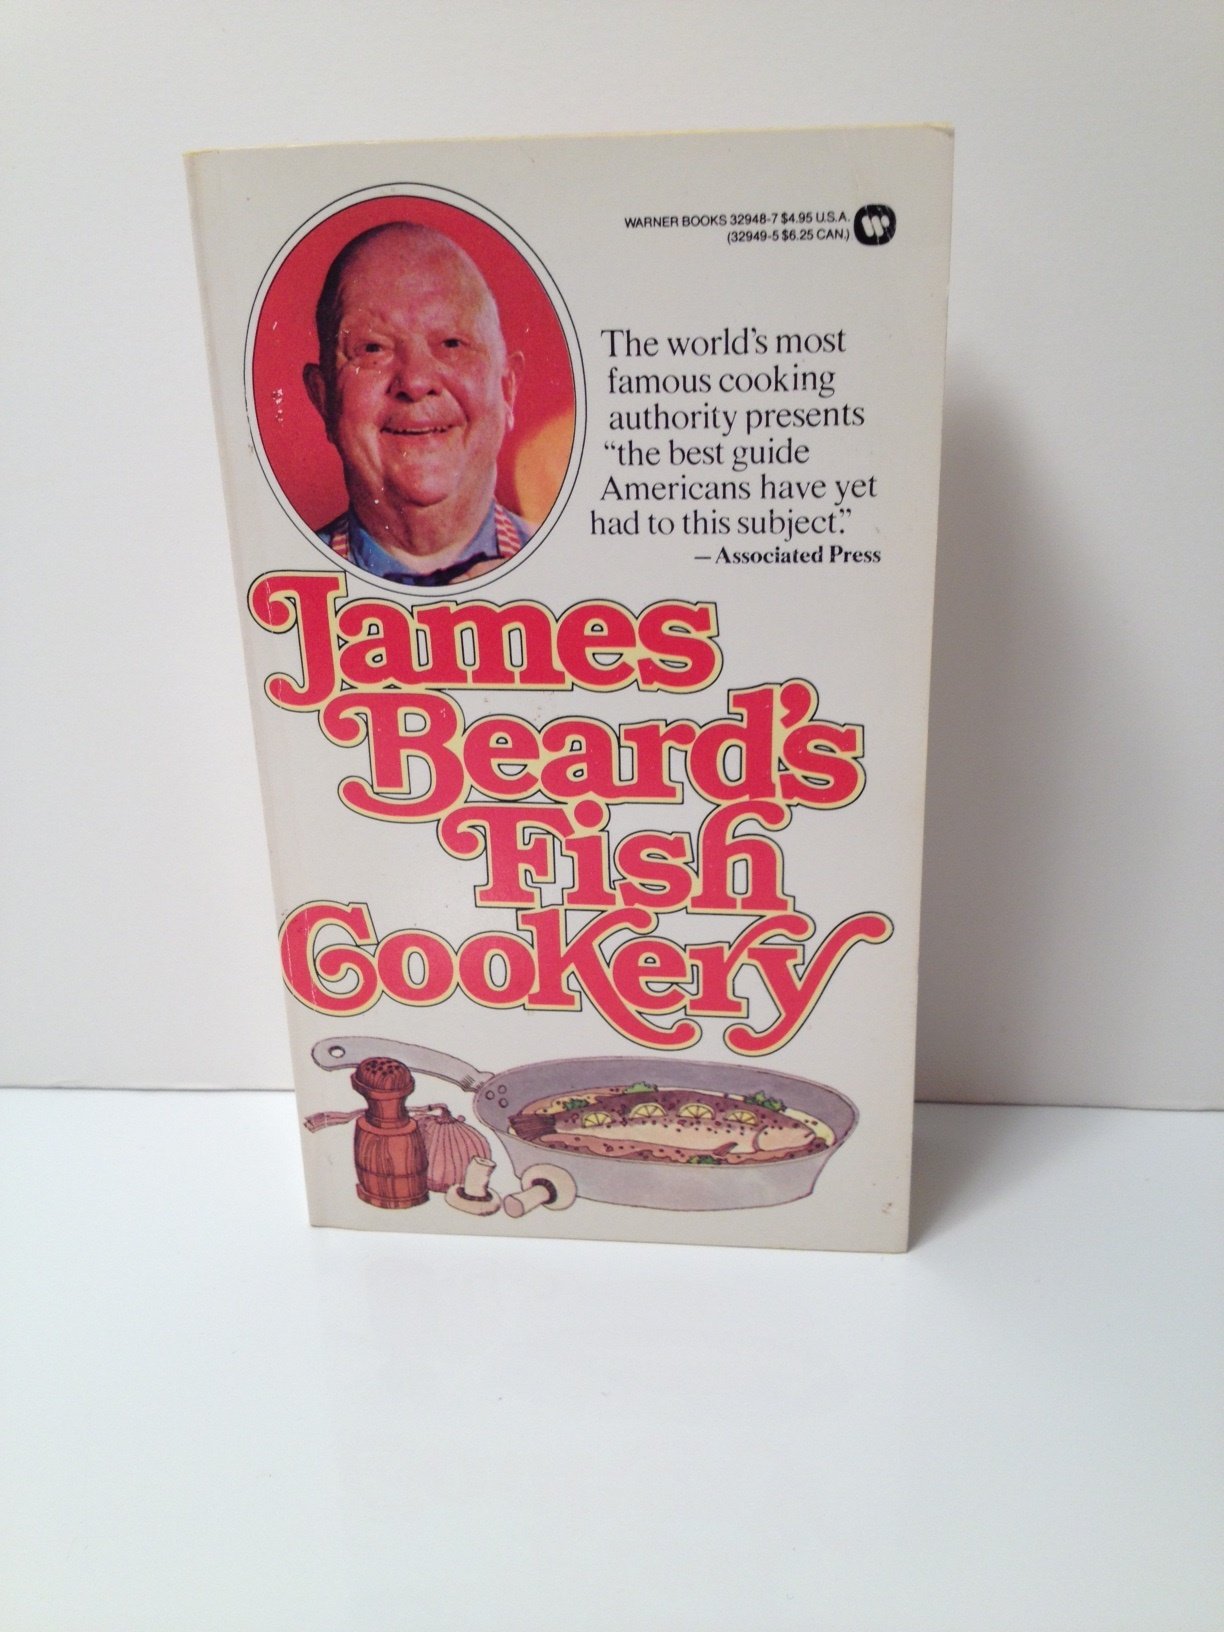 WARNER BOOKS 32948-7 $4.95 U.S.A.
(32949-5 $6.25 CAN.)
The world's most
famous cooking
authority presents
“the best guide
Americans have yet
had to this subject.”
—Associated Press
James
Beard's
Fish
Cookery